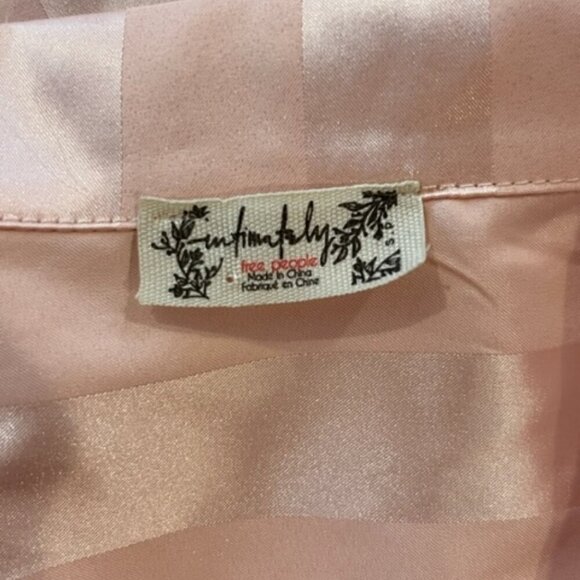 intimately
free people
Made in China
Fabriqué en Chine
S.P